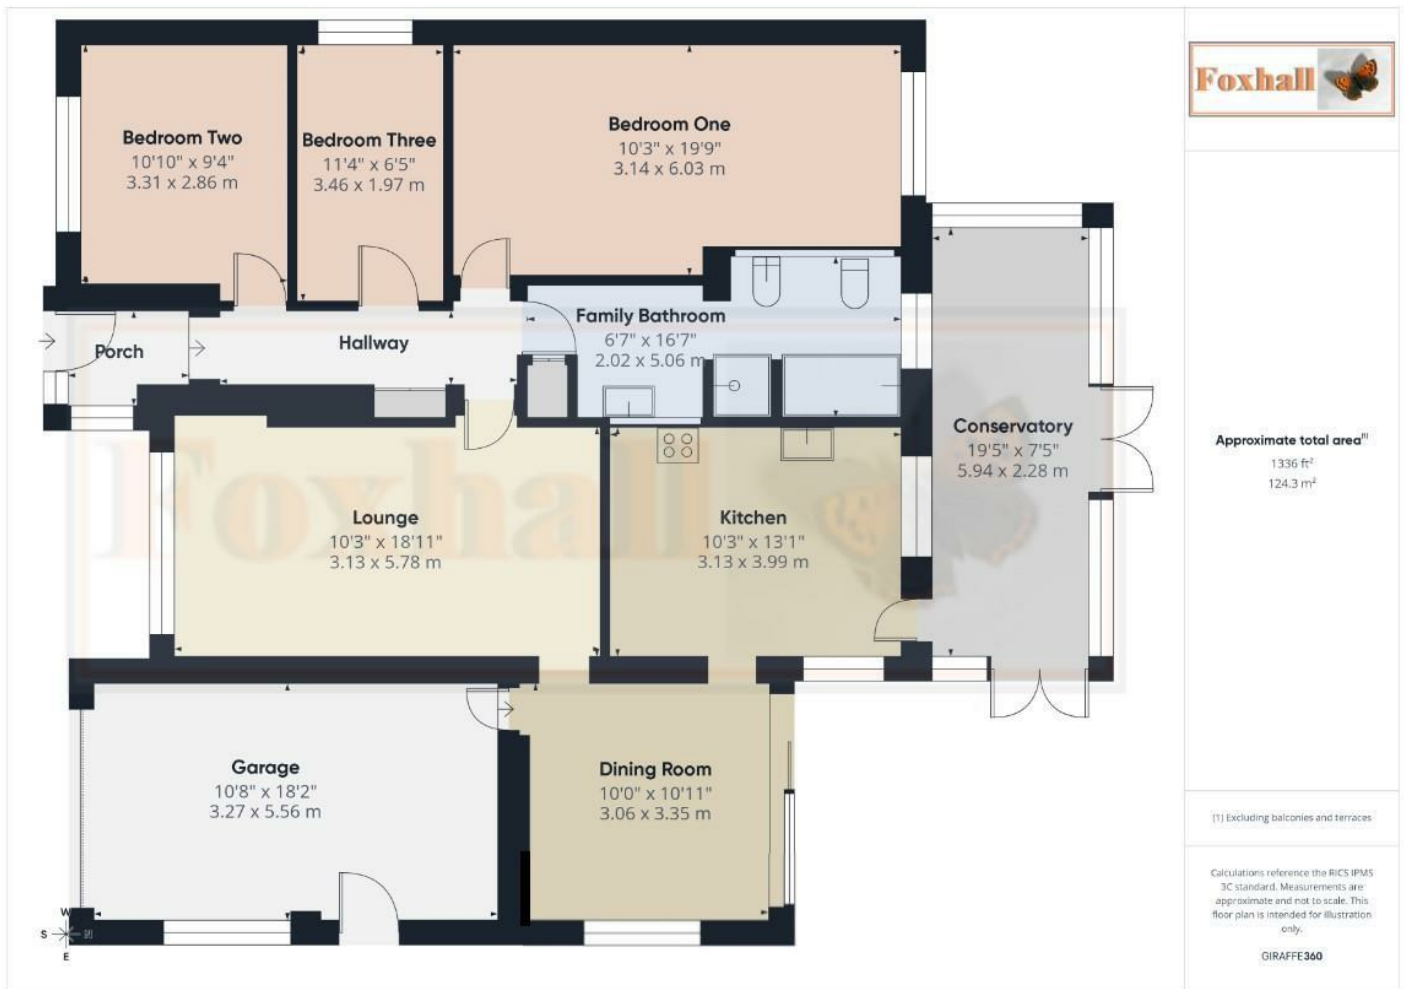 Bedroom Two
10'10" x 9'4"
3.31 x 2.86 m
Bedroom Three
11'4" x 6'5"
3.46 x 1.97 m
Bedroom One
10'3" x 19'9"
3.14 x 6.03 m
Porch
Hallway
Family Bathroom
6'7" x 16'7"
2.02 x 5.06 m
Conservatory
19'5" x 7'5"
5.94 x 2.28 m
Lounge
10'3" x 18'11"
3.13 x 5.78 m
Kitchen
10'3" x 13'1"
3.13 x 3.99 m
Garage
10'8" x 18'2"
3.27 x 5.56 m
Dining Room
10'0" x 10'11"
3.06 x 3.35 m
W
S N
E
Foxhall
Foxhall
Approximate total area⁽¹⁾
1336 ft²
124.3 m²
(1) Excluding balconies and terraces
Calculations reference the RICS IPMS
3C standard. Measurements are
approximate and not to scale. This
floor plan is intended for illustration
only.
GIRAFFE360